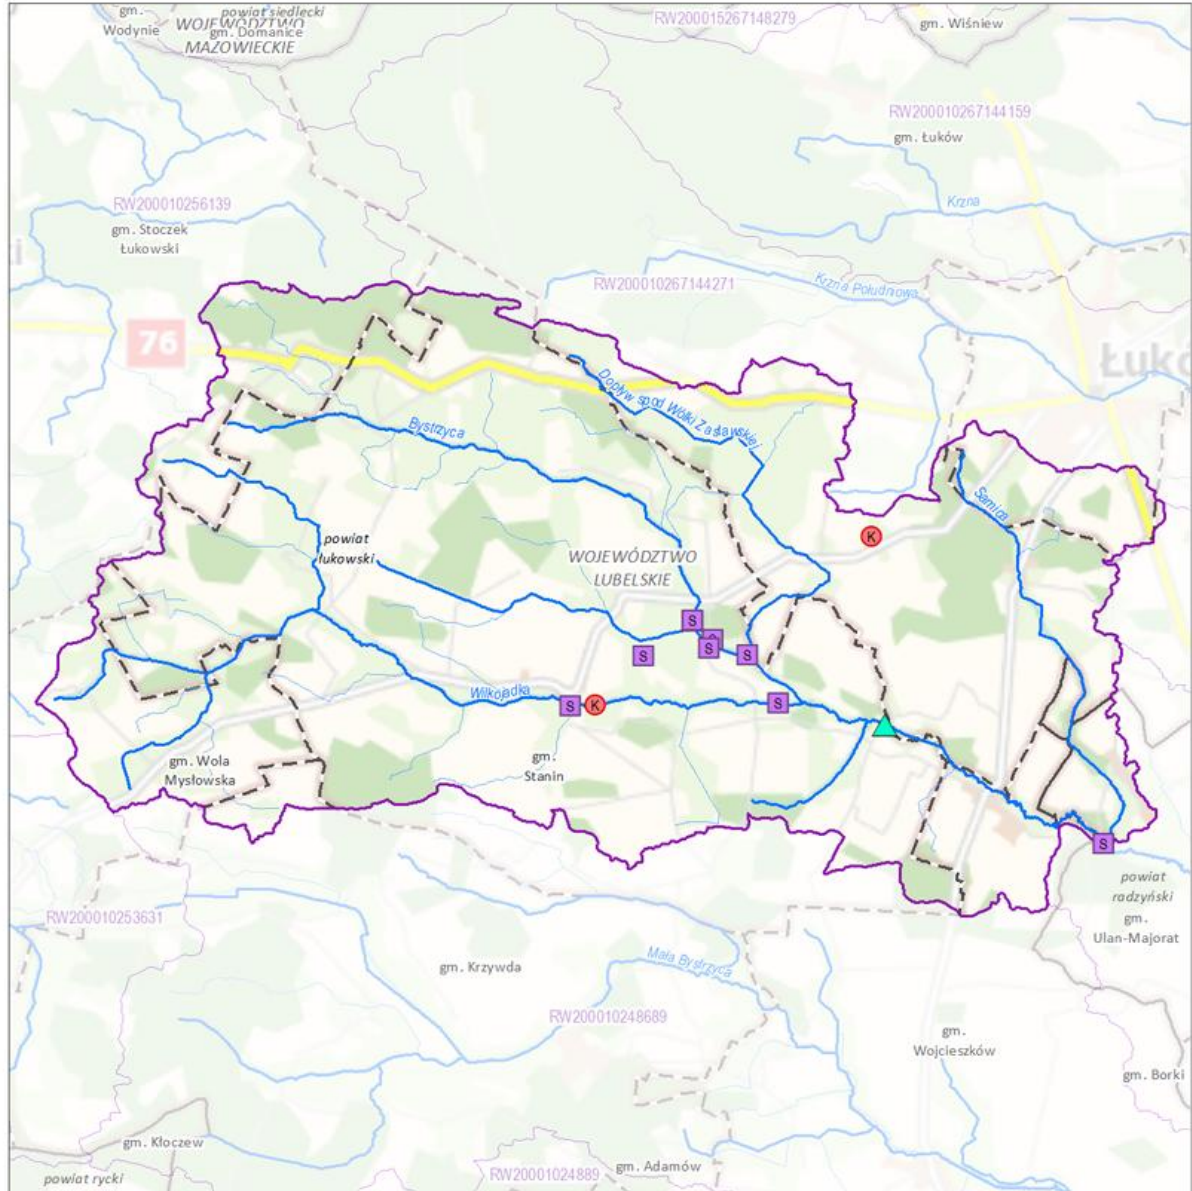 gm.
Wodynie
powiat siedlecki
WOJEWÓDZTWO
gm. Domanice
MAZOWIECKIE
RW200015267148279
gm. Wiśniew
RW200010267144159
gm. Łuków
Krzna
RW200010256139
gm. Stoczek
Łukowski
RW200010267144271
Krzna Południowa
76
Dopływ spod Wólki Zastawskiej
Bystrzyca
Samica
powiat
łukowski
WOJEWÓDZTWO
LUBELSKIE
K
S
S
S
S
Wilkojadka
S
K
S
gm. Wola
Mysłowska
gm.
Stanin
S
powiat
radzyński
gm.
Ulan-Majorat
RW200010253631
gm. Krzywda
Mała Bystrzyca
RW200010248689
gm.
Wojcieszków
gm. Borki
gm. Kłoczew
powiat rycki
RW20001024889
gm. Adamów